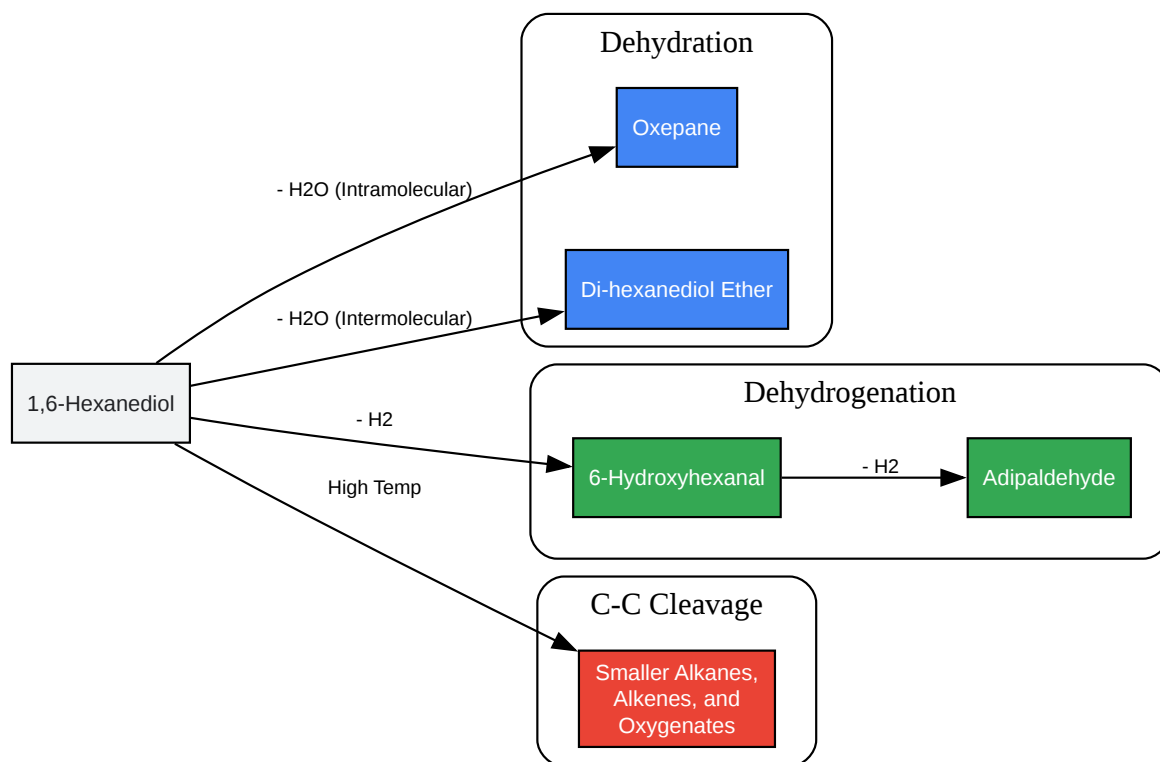 Dehydration
Oxepane
- H2O (Intramolecular)
Di-hexanediol Ether
- H2O (Intermolecular)
1,6-Hexanediol
Dehydrogenation
- H2
6-Hydroxyhexanal
- H2
Adipaldehyde
High Temp
C-C Cleavage
Smaller Alkanes,
Alkenes, and
Oxygenates